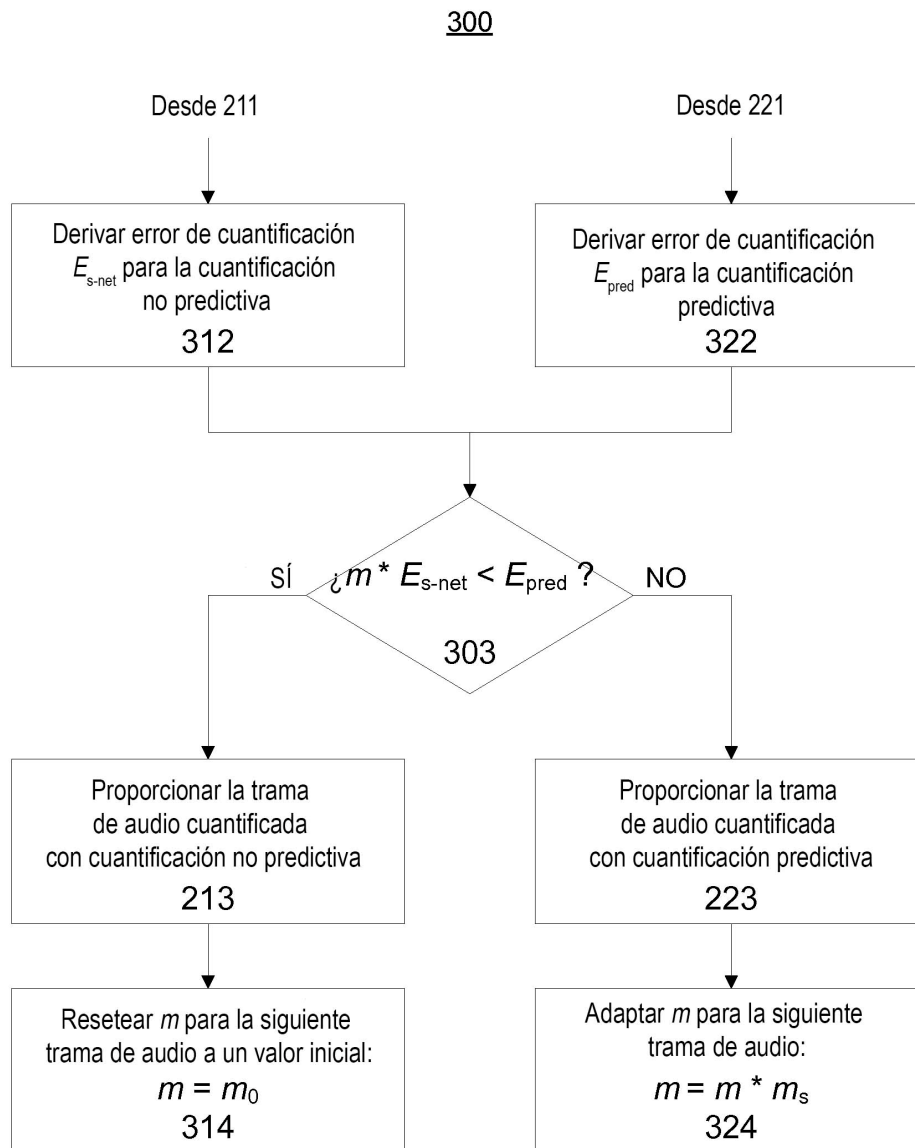 300
Desde 211
Desde 221
Derivar error de cuantificación
E_s-net para la cuantificación
no predictiva
312
Derivar error de cuantificación
E_pred para la cuantificación
predictiva
322
SÍ
¿m * E_s-net < E_pred ?
NO
303
Proporcionar la trama
de audio cuantificada
con cuantificación no predictiva
213
Proporcionar la trama
de audio cuantificada
con cuantificación predictiva
223
Resetear m para la siguiente
trama de audio a un valor inicial:
m = m_0
314
Adaptar m para la siguiente
trama de audio:
m = m * m_s
324